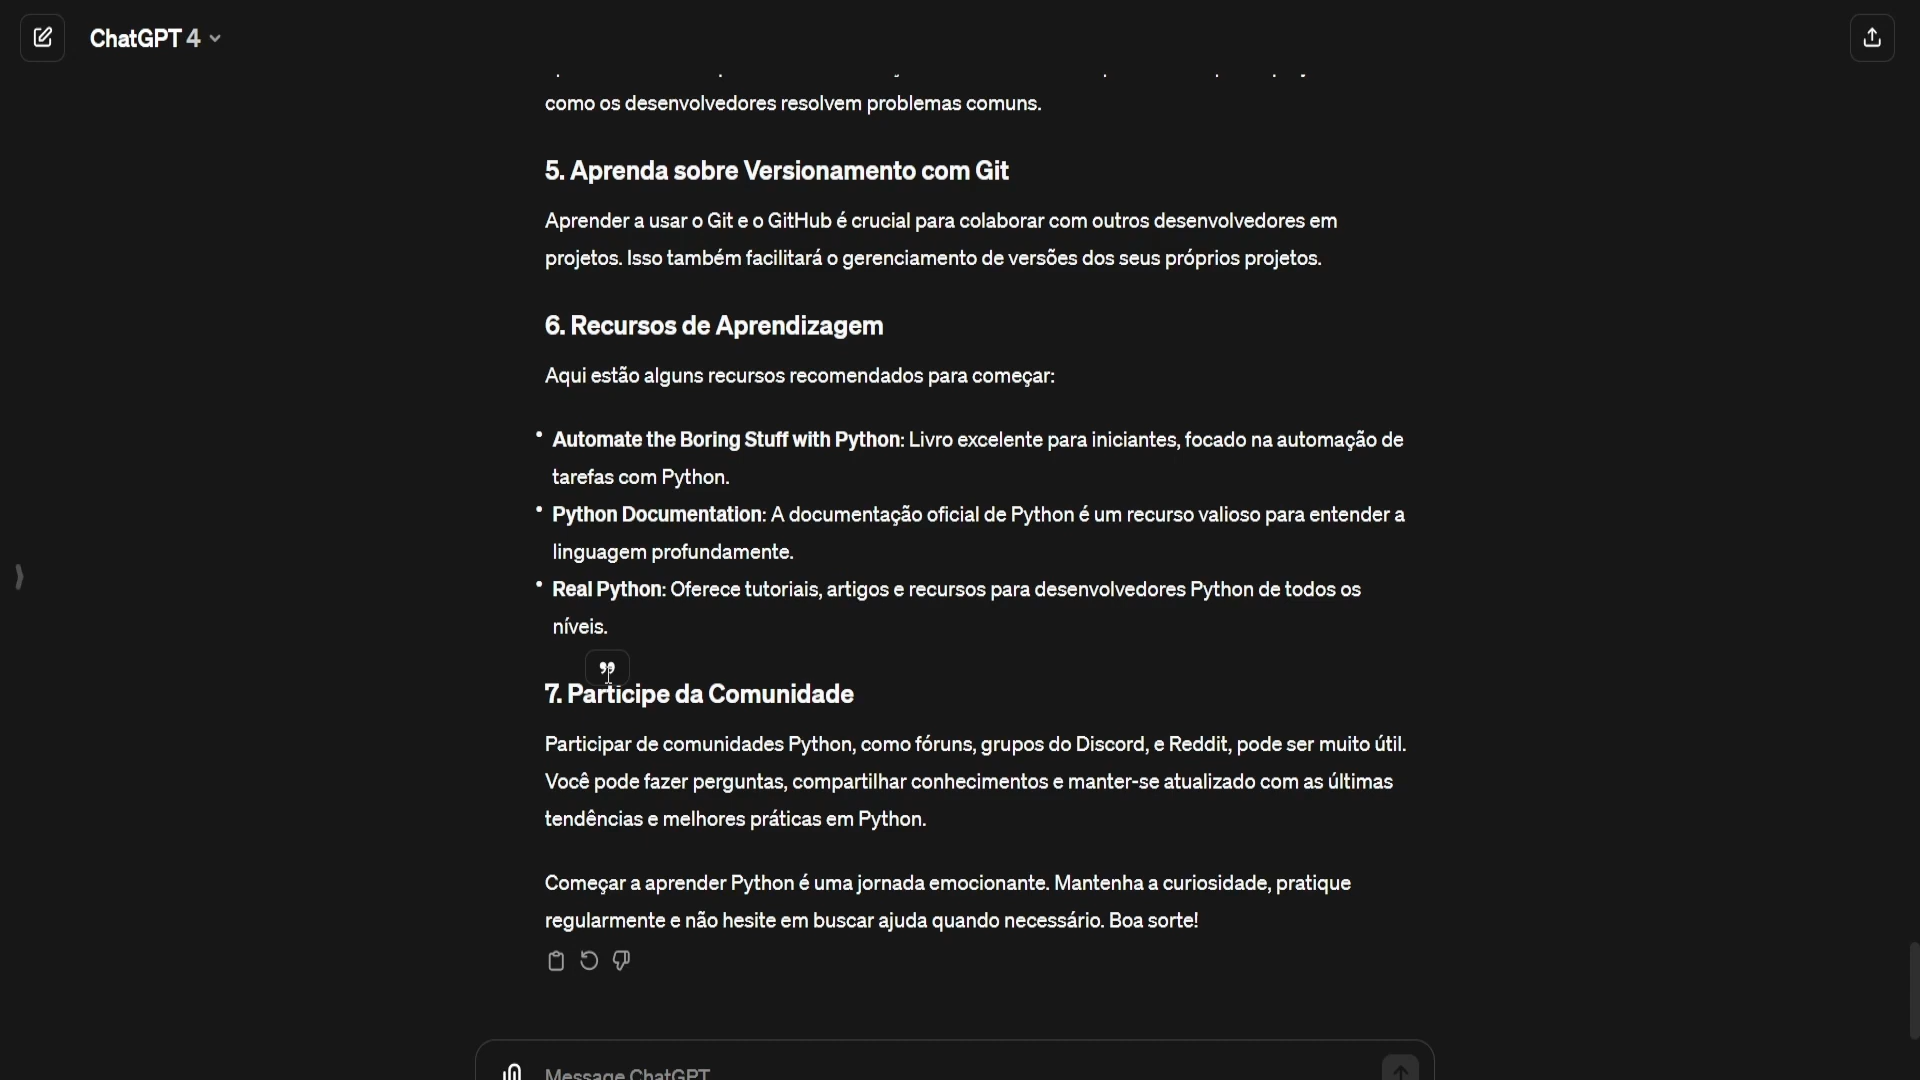 ChatGPT 4
como os desenvolvedores resolvem problemas comuns.
5. Aprenda sobre Versionamento com Git
Aprender a usar o Git e o GitHub é crucial para colaborar com outros desenvolvedores em
projetos. Isso também facilitará o gerenciamento de versões dos seus próprios projetos.
6. Recursos de Aprendizagem
Aqui estão alguns recursos recomendados para começar:
• Automate the Boring Stuff with Python: Livro excelente para iniciantes, focado na automação de
tarefas com Python.
• Python Documentation: A documentação oficial de Python é um recurso valioso para entender a
linguagem profundamente.
• Real Python: Oferece tutoriais, artigos e recursos para desenvolvedores Python de todos os
níveis.
7. Participe da Comunidade
Participar de comunidades Python, como fóruns, grupos do Discord, e Reddit, pode ser muito útil.
Você pode fazer perguntas, compartilhar conhecimentos e manter-se atualizado com as últimas
tendências e melhores práticas em Python.
Começar a aprender Python é uma jornada emocionante. Mantenha a curiosidade, pratique
regularmente e não hesite em buscar ajuda quando necessário. Boa sorte!
Message ChatGPT